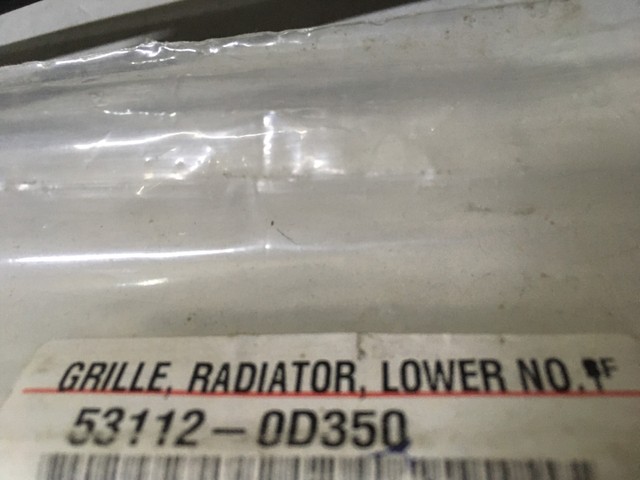 GRILLE, RADIATOR, LOWER NO.1
53112-0D350